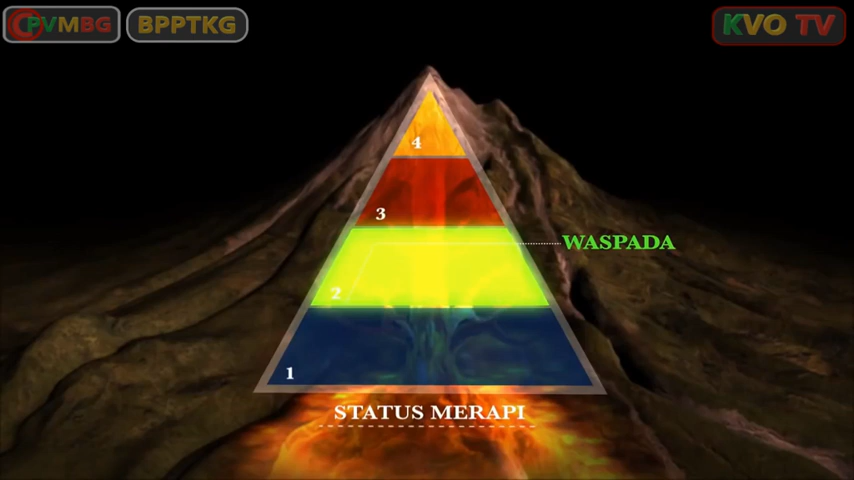 PVMBG
BPPTKG
KVO TV
4
3
WASPADA
2
1
STATUS MERAPI